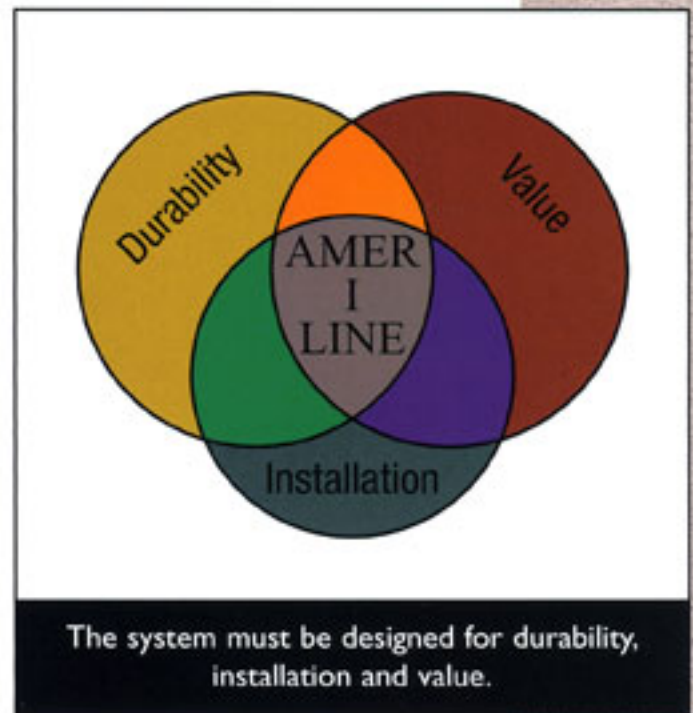 Durability
Value
AMER
I
LINE
Installation
The system must be designed for durability,
installation and value.